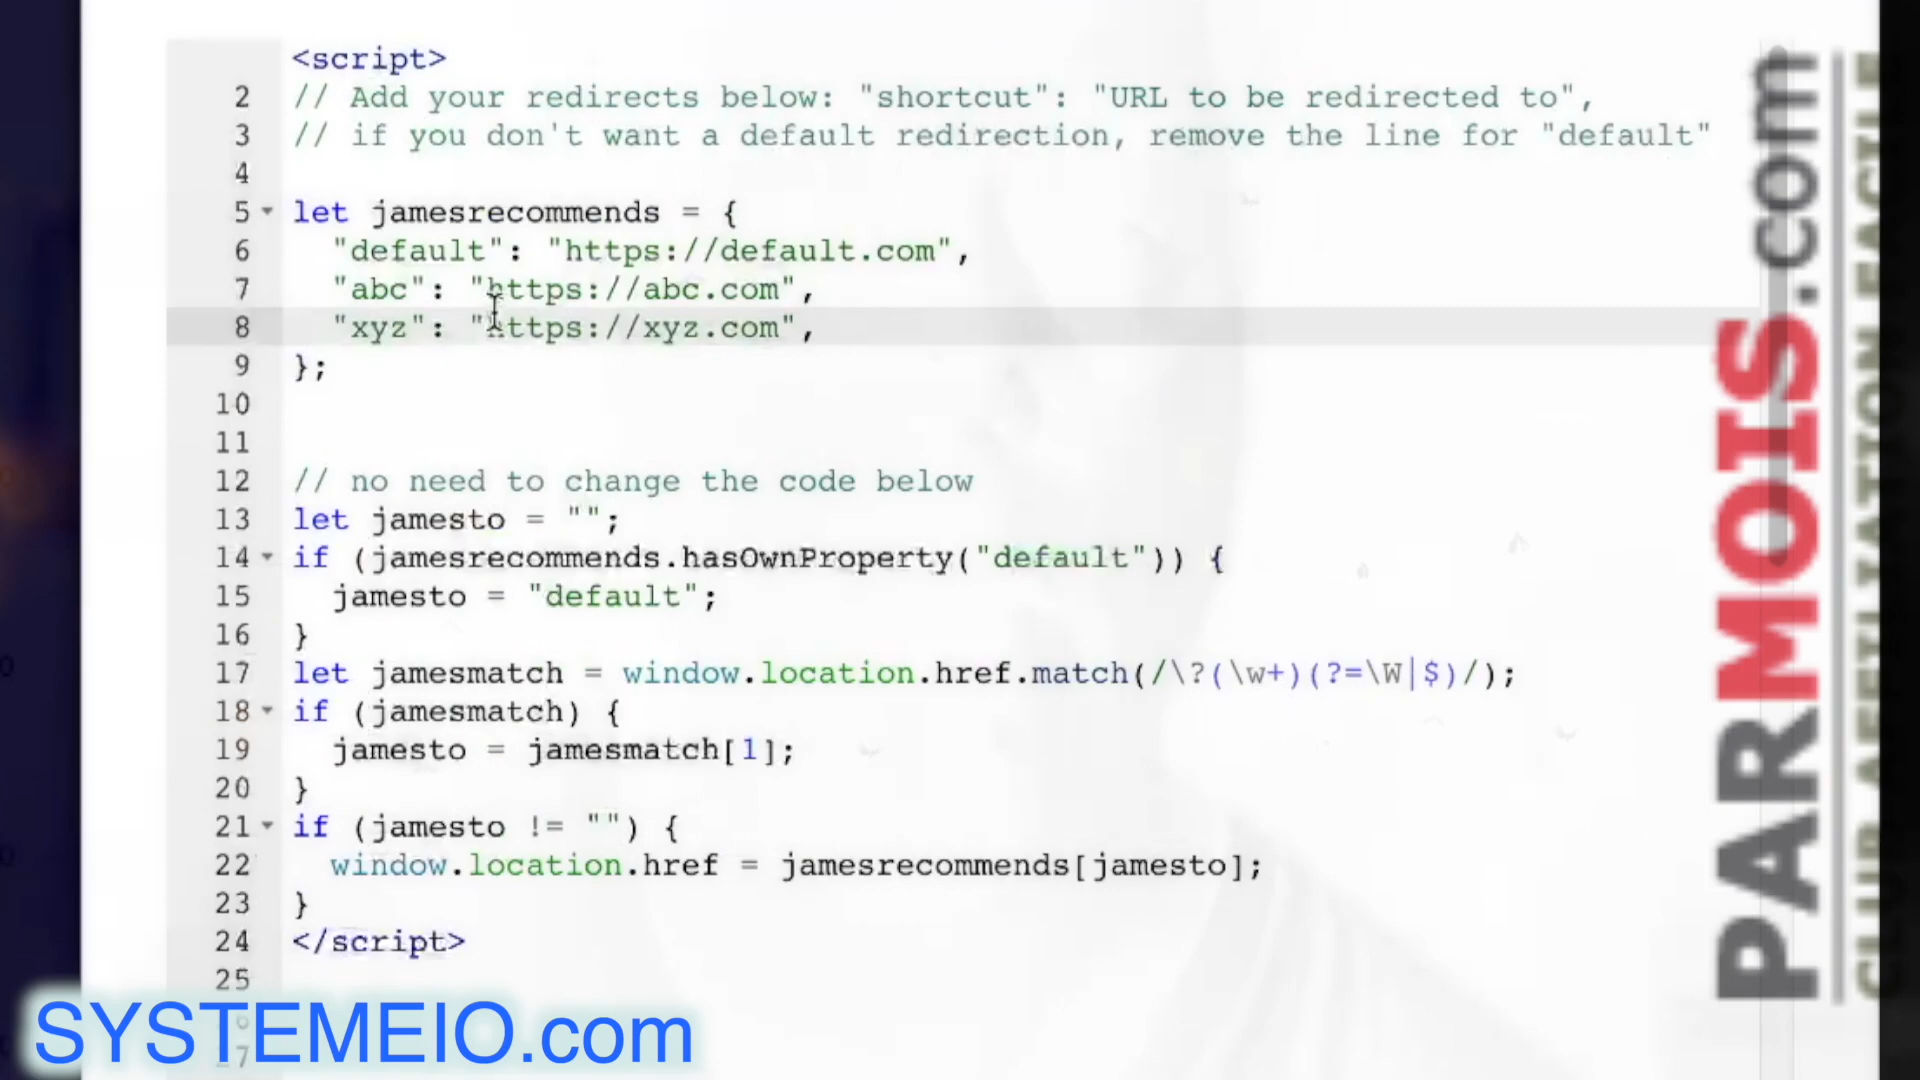 <script>
2 // Add your redirects below: "shortcut": "URL to be redirected to",
3 // if you don't want a default redirection, remove the line for "default"
4
5 let jamesrecommends = {
6 "default": "https://default.com",
7 "abc": "https://abc.com",
8 "xyz": "https://xyz.com",
9 };
10
11
12 // no need to change the code below
13 let jamesto = "";
14 if (jamesrecommends.hasOwnProperty("default")) {
15 jamesto = "default";
16 }
17 let jamesmatch = window.location.href.match(/\?(\w+)(?=\W|$)/);
18 if (jamesmatch) {
19 jamesto = jamesmatch[1];
20 }
21 if (jamesto != "") {
22 window.location.href = jamesrecommends[jamesto];
23 }
24 </script>
25
SYSTEMEIO.com
PARMOIS.com